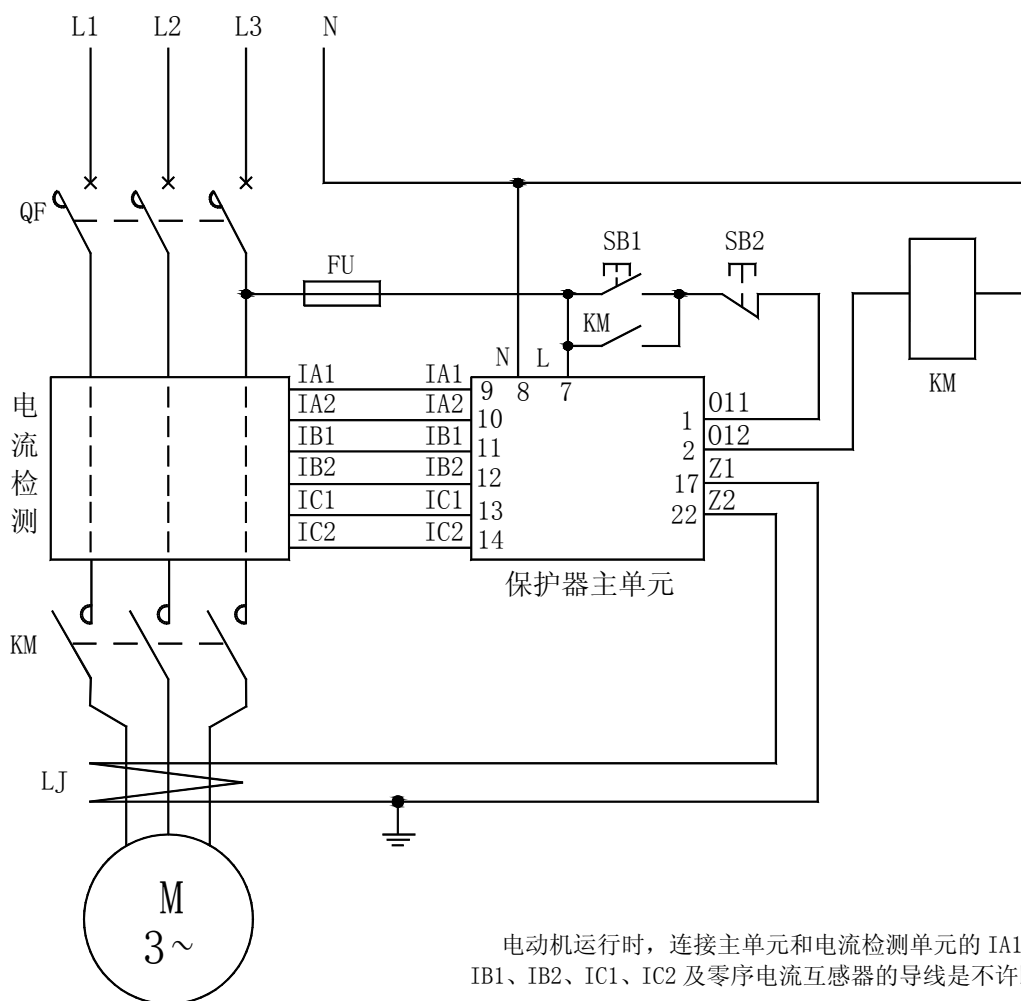 L1 L2 L3 N
QF
FU
SB1 SB2
KM
KM
N L
8 7
电流检测
IA1 IA1 9
IA2 IA2 10
IB1 IB1 11
IB2 IB2 12
IC1 IC1 13
IC2 IC2 14
1 O11
2 O12
17 Z1
22 Z2
保护器主单元
KM
LJ
M
3~
电动机运行时，连接主单元和电流检测单元的 IA1
IB1、IB2、IC1、IC2 及零序电流互感器的导线是不许